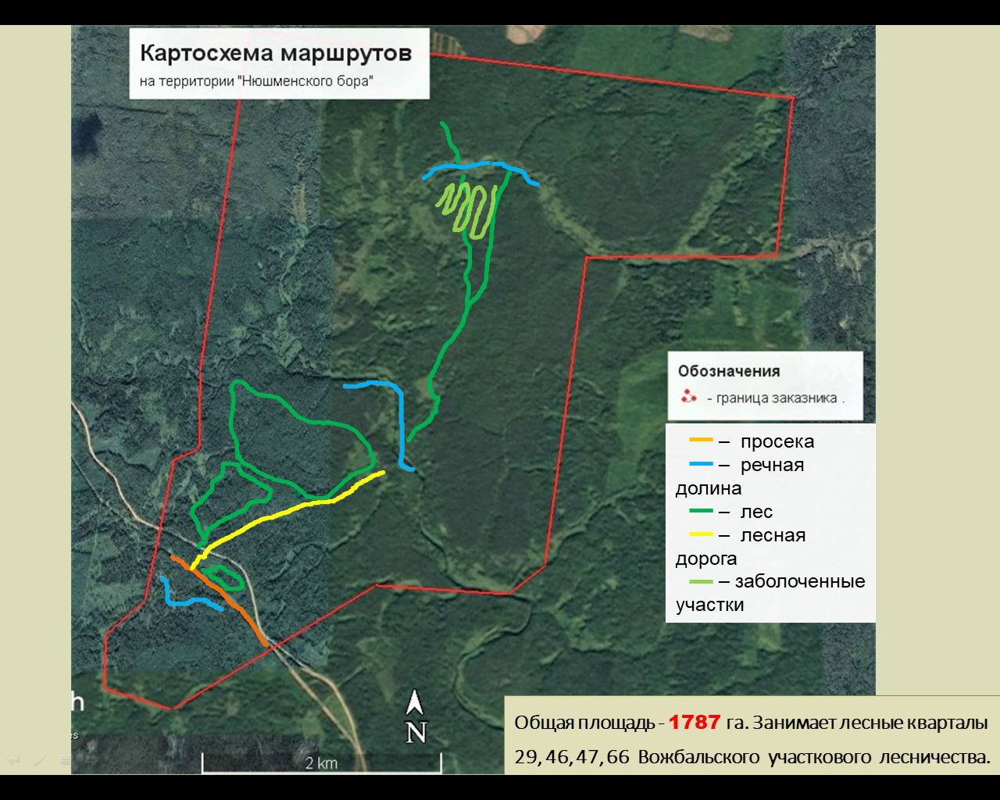 Картосхема маршрутов
на территории "Нюшменского бора"
Обозначения
- граница заказника .
– просека
– речная
долина
– лес
– лесная
дорога
– заболоченные
участки
h
es
N
2 km
Общая площадь - 1787 га. Занимает лесные кварталы
29, 46, 47, 66 Вожбальского участкового лесничества.